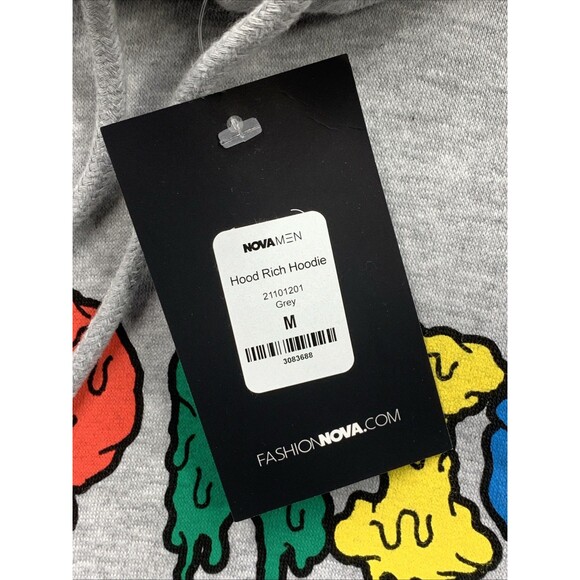 NOVAMEN
Hood Rich Hoodie
21101201
Grey
M
3083688
FASHIONNOVA.COM